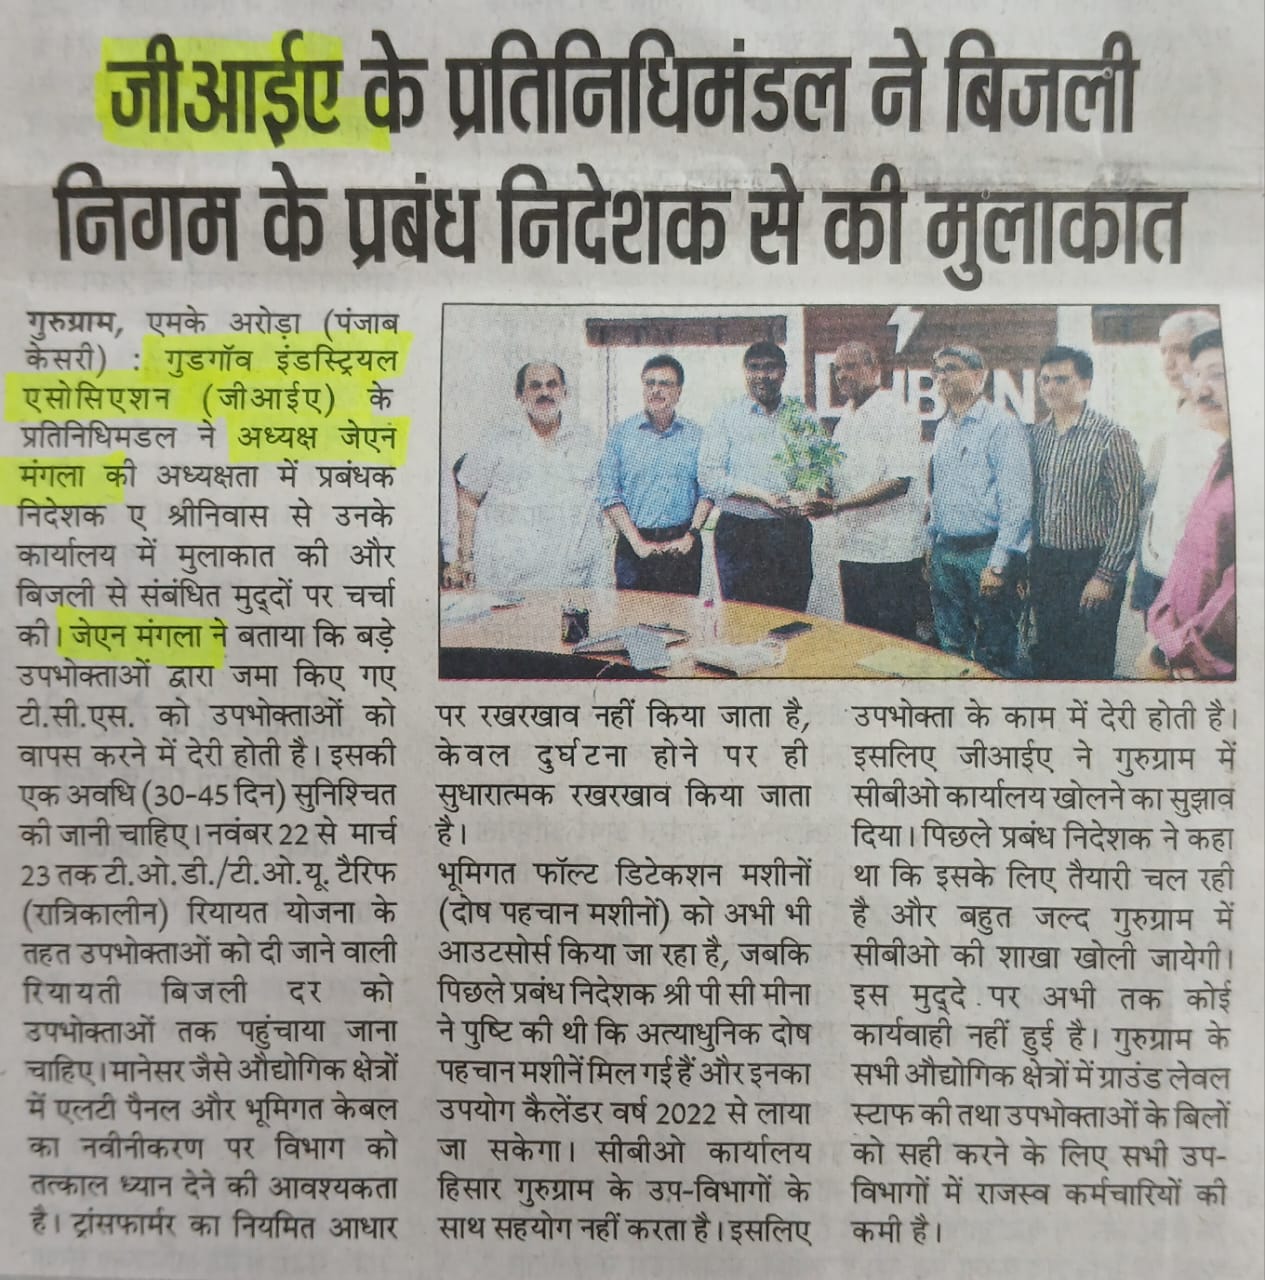 जीआईए के प्रतिनिधिमंडल ने बिजली
निगम के प्रबंध निदेशक से की मुलाकात
गुरुग्राम, एमके अरोड़ा (पंजाब
केसरी) : गुडगॉव इंडस्ट्रियल
एसोसिएशन (जीआईए) के
प्रतिनिधिमडल ने अध्यक्ष जेएन
मंगला की अध्यक्षता में प्रबंधक
निदेशक ए श्रीनिवास से उनके
कार्यालय में मुलाकात की और
बिजली से संबंधित मुद्दों पर चर्चा
की। जेएन मंगला ने बताया कि बड़े
उपभोक्ताओं द्वारा जमा किए गए
टी.सी.एस. को उपभोक्ताओं को
वापस करने में देरी होती है। इसकी
एक अवधि (30-45 दिन) सुनिश्चित
की जानी चाहिए। नवंबर 22 से मार्च
23 तक टी.ओ.डी./टी.ओ.यू. टैरिफ
(रात्रिकालीन) रियायत योजना के
तहत उपभोक्ताओं को दी जाने वाली
रियायती बिजली दर को
उपभोक्ताओं तक पहुंचाया जाना
चाहिए। मानेसर जैसे औद्योगिक क्षेत्रों
में एलटी पैनल और भूमिगत केबल
का नवीनीकरण पर विभाग को
तत्काल ध्यान देने की आवश्यकता
है। ट्रांसफार्मर का नियमित आधार
पर रखरखाव नहीं किया जाता है,
केवल दुर्घटना होने पर ही
सुधारात्मक रखरखाव किया जाता
है।
भूमिगत फॉल्ट डिटेकशन मशीनों
(दोष पहचान मशीनों) को अभी भी
आउटसोर्स किया जा रहा है, जबकि
पिछले प्रबंध निदेशक श्री पी सी मीना
ने पुष्टि की थी कि अत्याधुनिक दोष
पहचान मशीनें मिल गई हैं और इनका
उपयोग कैलेंडर वर्ष 2022 से लाया
जा सकेगा। सीबीओ कार्यालय
हिसार गुरुग्राम के उप-विभागों के
साथ सहयोग नहीं करता है। इसलिए
उपभोक्ता के काम में देरी होती है।
इसलिए जीआईए ने गुरुग्राम में
सीबीओ कार्यालय खोलने का सुझाव
दिया। पिछले प्रबंध निदेशक ने कहा
था कि इसके लिए तैयारी चल रही
है और बहुत जल्द गुरुग्राम में
सीबीओ की शाखा खोली जायेगी।
इस मुद्दे पर अभी तक कोई
कार्यवाही नहीं हुई है। गुरुग्राम के
सभी औद्योगिक क्षेत्रों में ग्राउंड लेवल
स्टाफ की तथा उपभोक्ताओं के बिलों
को सही करने के लिए सभी उप-
विभागों में राजस्व कर्मचारियों की
कमी है।